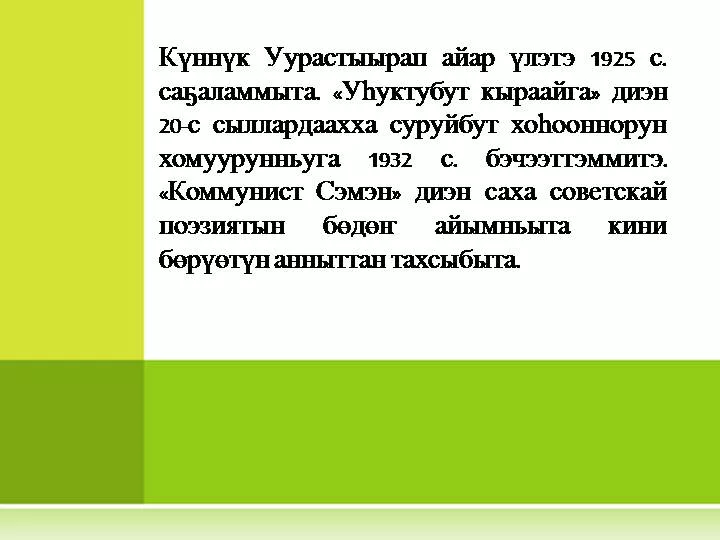 Күннүк Уурастыырап айар үлэтэ 1925 с.
саҕаламмыта. «Уһуктубут кыраайга» диэн
20-с сыллардаахха суруйбут хоһооннорун
хомуурунньуга 1932 с. бэчээттэммитэ.
«Коммунист Сэмэн» диэн саха советскай
поэзиятын бөдөҥ айымньыта кини
бөрүөтүн анныттан тахсыбыта.